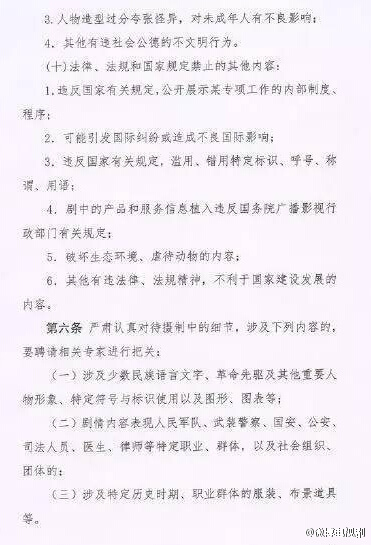 3.人物造型过分夸张怪异，对未成年人有不良影响；
4．其他有违社会公德的不文明行为。
(十)法律、法规和国家规定禁止的其他内容：
1.违反国家有关规定，公开展示某专项工作的内部制度、
程序；
2．可能引发国际纠纷或造成不良国际影响；
3．违反国家有关规定，滥用、错用特定标识、呼号、称
谓、用语；
4．剧中的产品和服务信息植入违反国务院广播影视行
政部门有关规定；
5．破坏生态环境、虐待动物的内容；
6．其他有违法律、法规精神，不利于国家建设发展的
内容。
第六条 严肃认真对待摄制中的细节，涉及下列内容的，
要聘请相关专家进行把关：
（一）涉及少数民族语言文字、革命先驱及其他重要人
物形象、特定符号与标识使用以及图形、图表等；
（二）剧情内容表现人民军队、武装警察、国安、公安、
司法人员、医生、律师等特定职业、群体，以及社会组织、
团体的；
（三）涉及特定历史时期、职业群体的服装、布景道具
等。